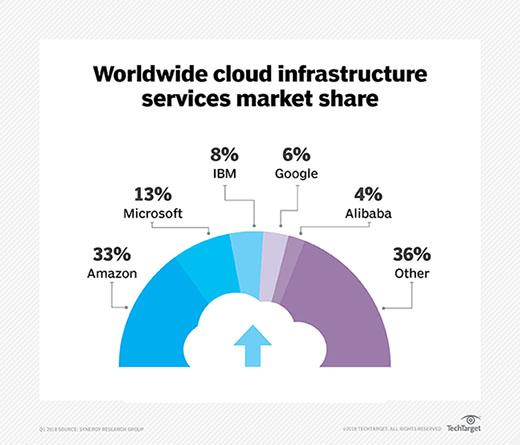 Worldwide cloud infrastructure
services market share
8%
IBM
6%
Google
13%
Microsoft
4%
Alibaba
33%
Amazon
36%
Other
Q1 2018 SOURCE: SYNERGY RESEARCH GROUP
©2018 TECHTARGET. ALL RIGHTS RESERVED
TechTarget